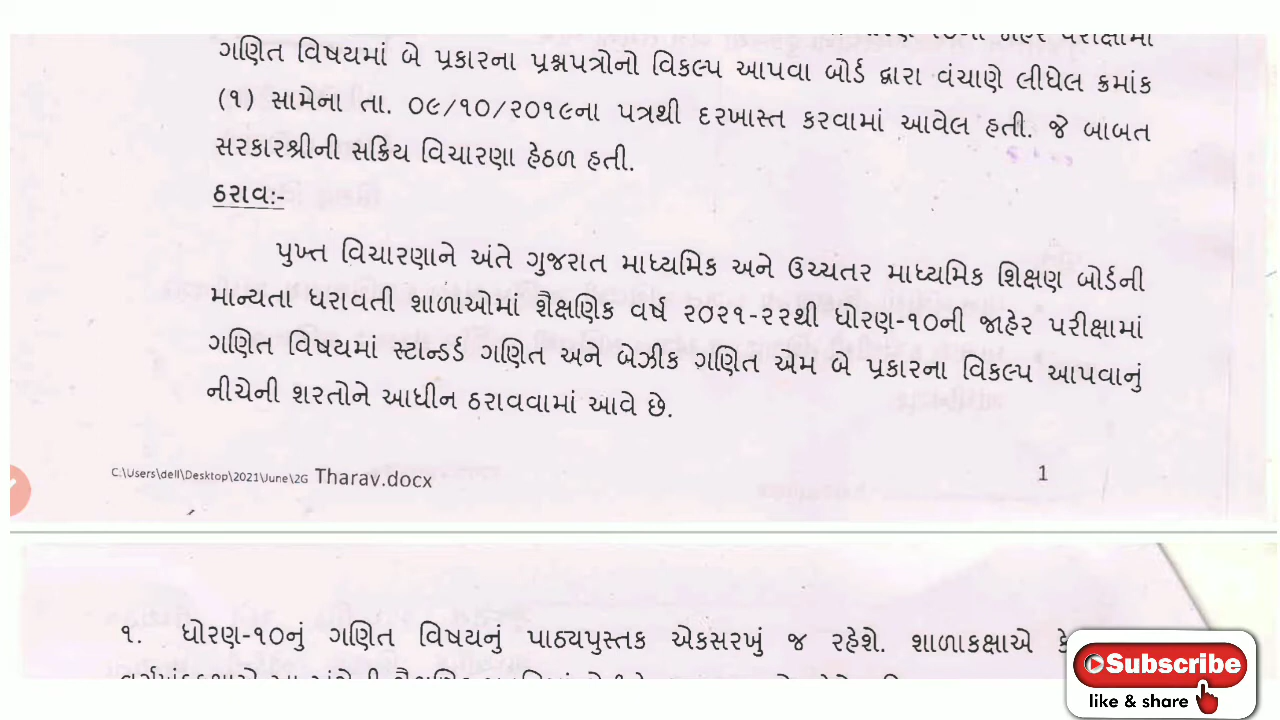 ગણિત વિષયમાં બે પ્રકારના પ્રશ્નપત્રોની વિકલ્પ આપવા બોર્ડ દ્વારા વંચાણે લીધેલ ક્રમાંક
(૧) સામેના તા. ૦૯/૧૦/૨૦૧૯ના પત્રથી દરખાસ્ત કરવામાં આવેલ હતી. જે બાબત
સરકારશ્રીની સક્રિય વિચારણા હેઠળ હતી.
ઠરાવઃ-
પુખ્ત વિચારણાને અંતે ગુજરાત માધ્યમિક અને ઉચ્ચતર માધ્યમિક શિક્ષણ બોર્ડની
માન્યતા ધરાવતી શાળાઓમાં શૈક્ષણિક વર્ષ ૨૦૨૧-૨૨થી ધોરણ-૧૦ની જાહેર પરીક્ષામાં
ગણિત વિષયમાં સ્ટાન્ડર્ડ ગણિત અને બેઝીક ગણિત એમ બે પ્રકારના વિકલ્પ આપવાનું
નીચેની શરતોને આધીન ઠરાવવામાં આવે છે.
C:\Users\dell\Desktop\2021\June\2G Tharav.docx 1
૧. ધોરણ-૧૦નું ગણિત વિષયનું પાઠ્યપુસ્તક એકસરખું જ રહેશે. શાળાકક્ષાએ
Subscribe
like & share